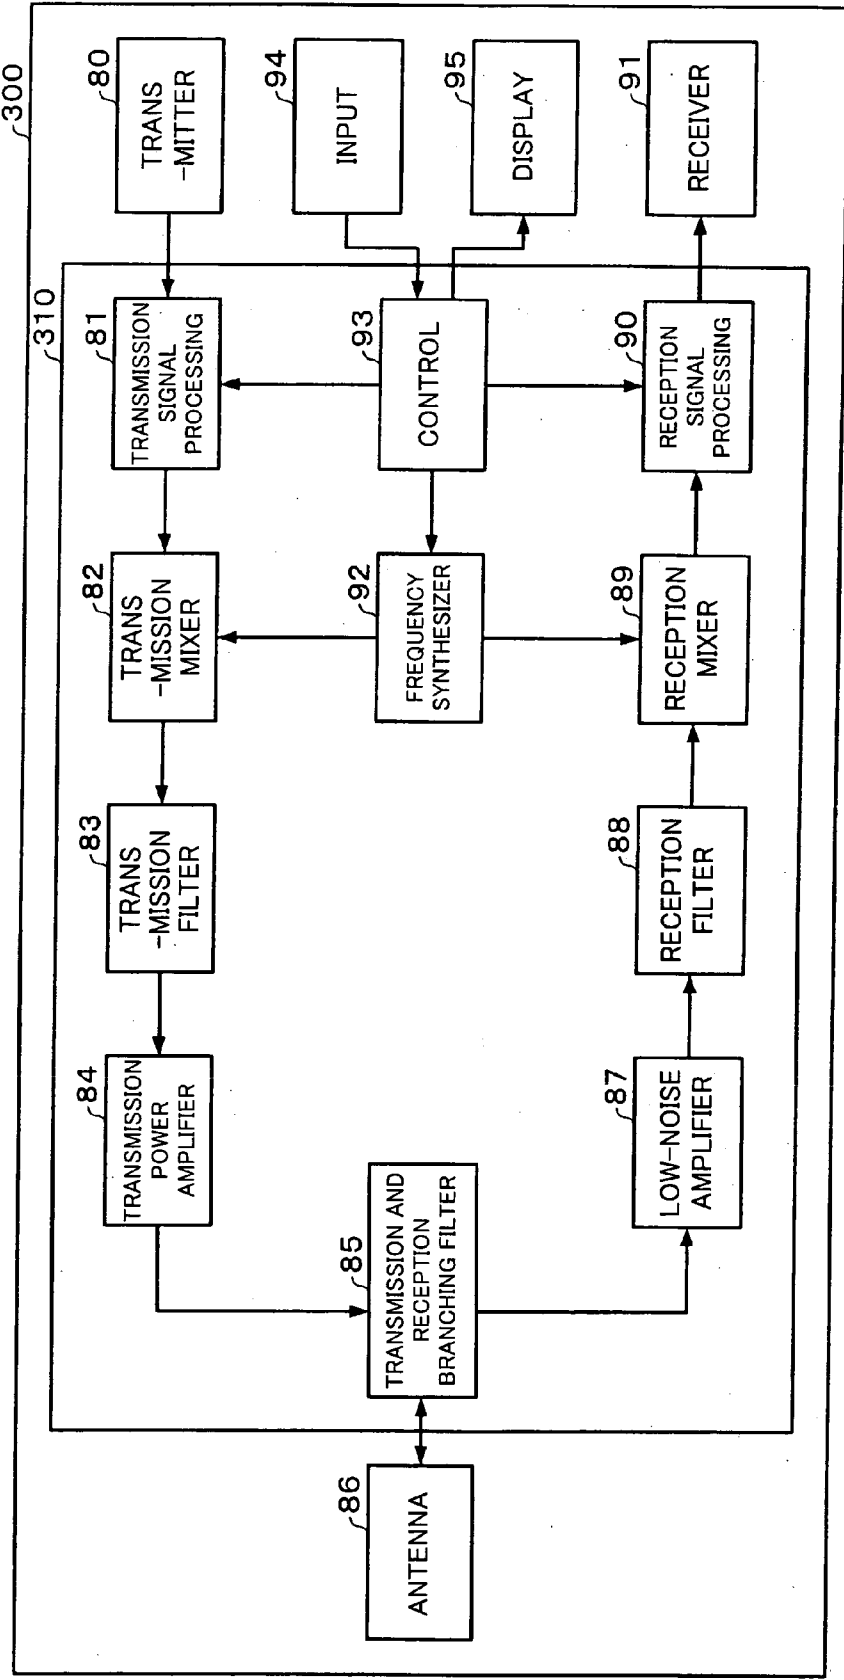 300
310
80
TRANS
-MITTER
81
TRANSMISSION
SIGNAL
PROCESSING
82
TRANS
-MISSION
MIXER
83
TRANS
-MISSION
FILTER
84
TRANSMISSION
POWER
AMPLIFIER
85
TRANSMISSION AND
RECEPTION
BRANCHING FILTER
86
ANTENNA
87
LOW-NOISE
AMPLIFIER
88
RECEPTION
FILTER
89
RECEPTION
MIXER
90
RECEPTION
SIGNAL
PROCESSING
91
RECEIVER
92
FREQUENCY
SYNTHESIZER
93
CONTROL
94
INPUT
95
DISPLAY